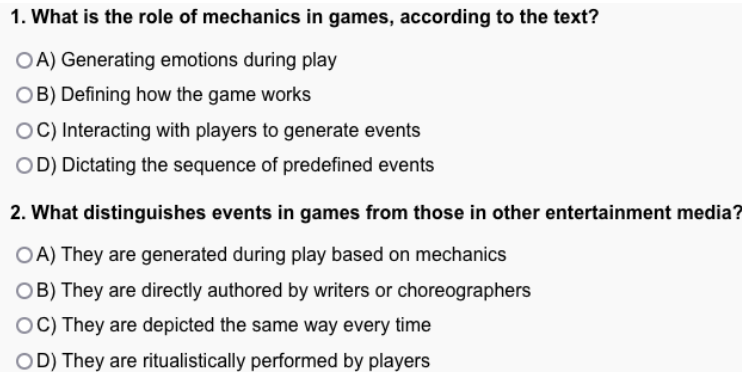 1. What is the role of mechanics in games, according to the text?
A) Generating emotions during play
B) Defining how the game works
C) Interacting with players to generate events
D) Dictating the sequence of predefined events
2. What distinguishes events in games from those in other entertainment media?
A) They are generated during play based on mechanics
B) They are directly authored by writers or choreographers
C) They are depicted the same way every time
D) They are ritualistically performed by players